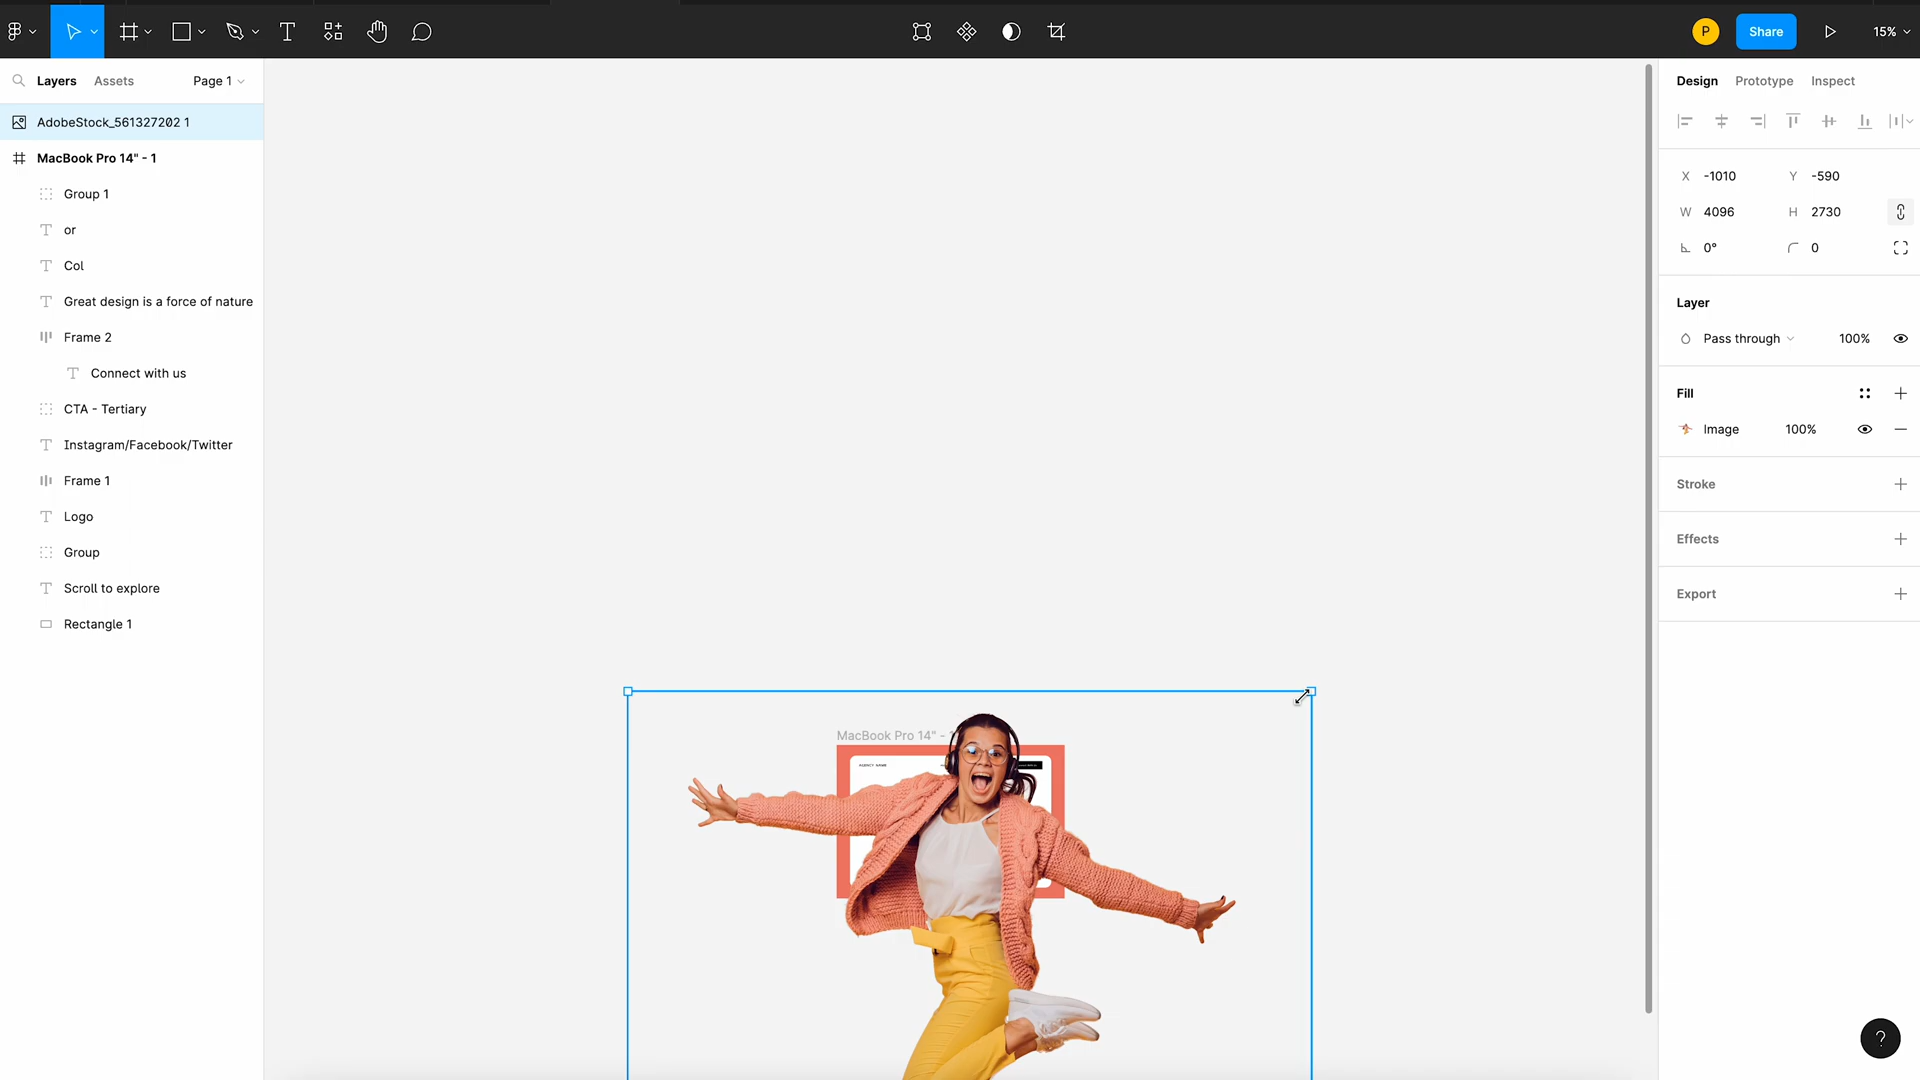 P
Share
15%
Layers
Assets
Page 1
AdobeStock_561327202 1
MacBook Pro 14" - 1
Group 1
or
Col
Great design is a force of nature
Frame 2
Connect with us
CTA - Tertiary
Instagram/Facebook/Twitter
Frame 1
Logo
Group
Scroll to explore
Rectangle 1
MacBook Pro 14" -
AGENCY NAME
Design
Prototype
Inspect
X -1010
Y -590
W 4096
H 2730
0°
0
Layer
Pass through
100%
Fill
Image
100%
Stroke
Effects
Export
?